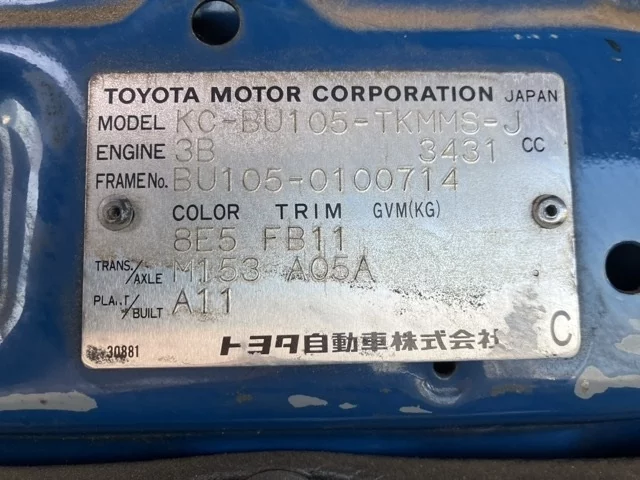 TOYOTA MOTOR CORPORATION JAPAN
MODEL KC-BU105-TKMMS-J
ENGINE 3B 3431 CC
FRAME No. BU105-0100714
COLOR TRIM GVM(KG)
8E5 FB11
TRANS./AXLE M153 A05A
/BUILT A11
30881
トヨタ自動車株式会社 C